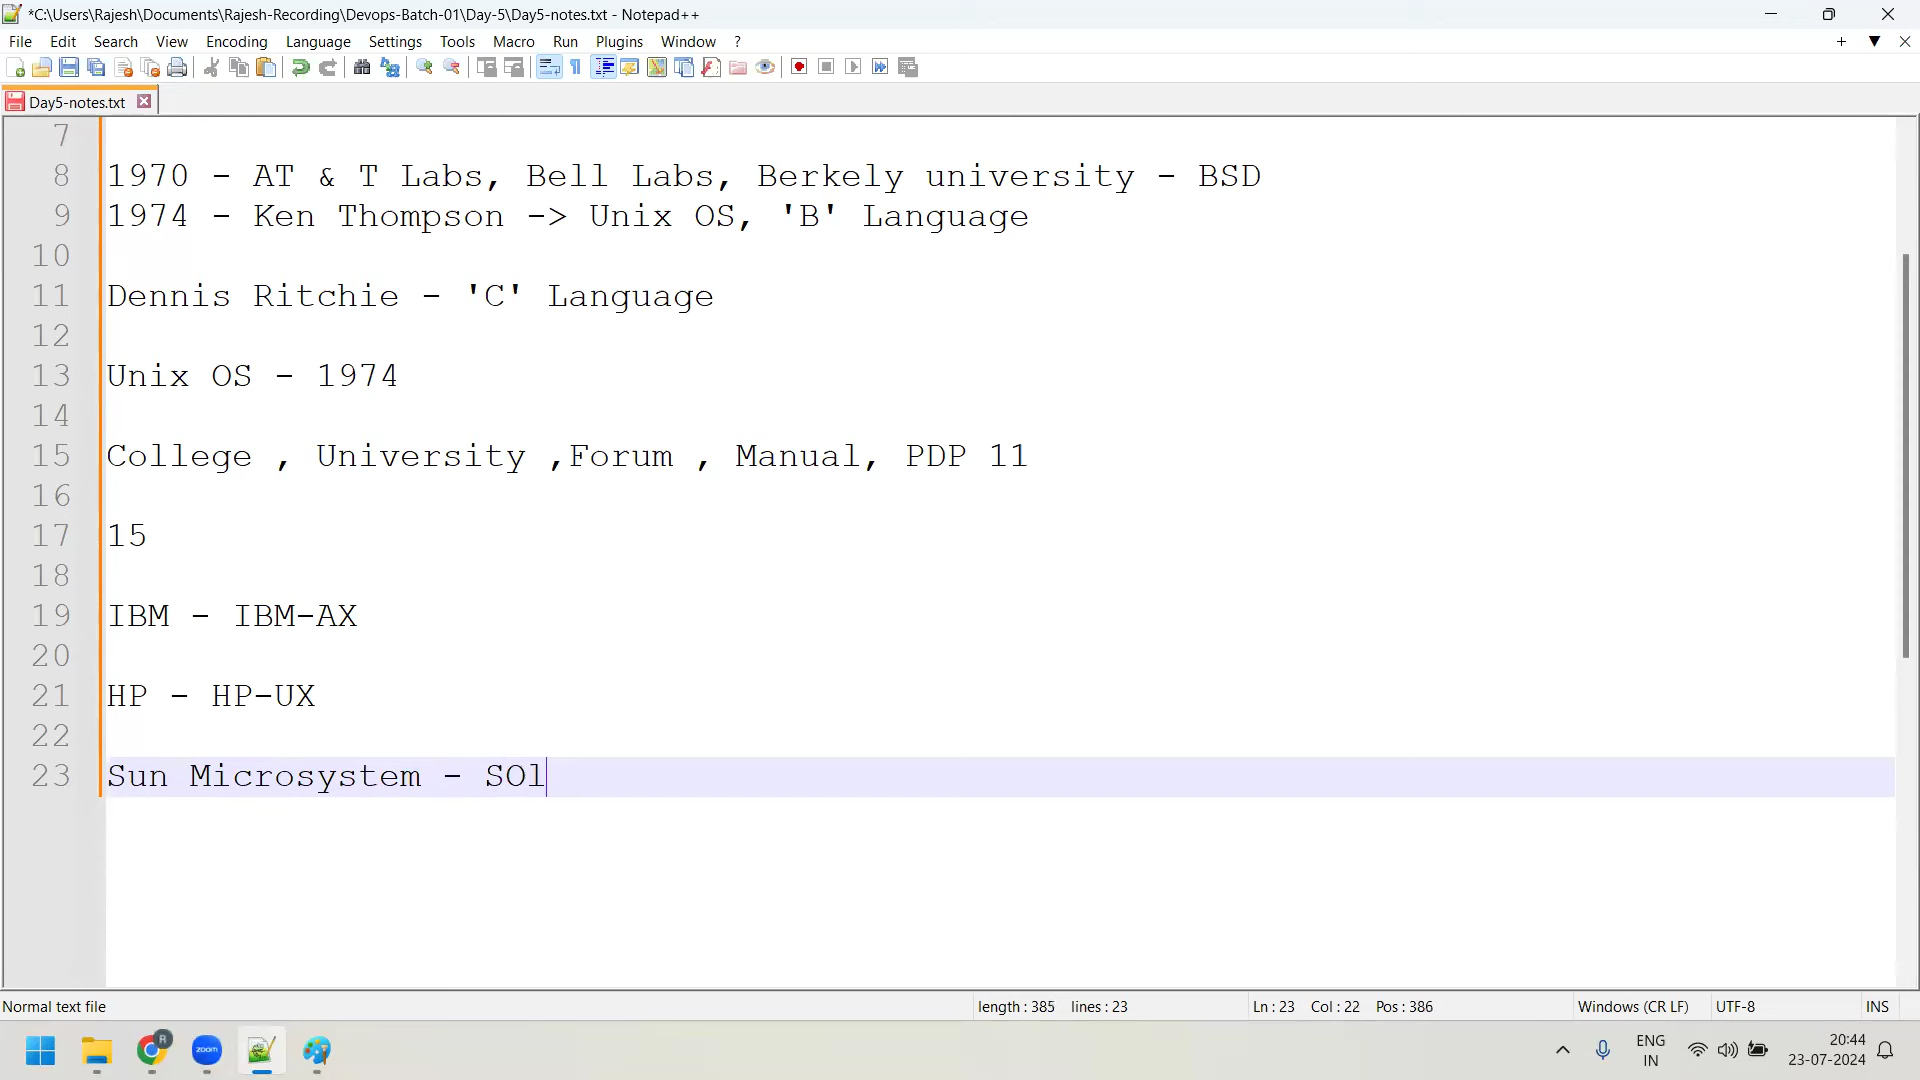 *C:\Users\Rajesh\Documents\Rajesh-Recording\Devops-Batch-01\Day-5\Day5-notes.txt - Notepad++
File Edit Search View Encoding Language Settings Tools Macro Run Plugins Window ?
Day5-notes.txt
7
8 1970 - AT & T Labs, Bell Labs, Berkely university - BSD
9 1974 - Ken Thompson -> Unix OS, 'B' Language
10
11 Dennis Ritchie - 'C' Language
12
13 Unix OS - 1974
14
15 College , University ,Forum , Manual, PDP 11
16
17 15
18
19 IBM - IBM-AX
20
21 HP - HP-UX
22
23 Sun Microsystem - SOl
Normal text file length : 385 lines : 23 Ln : 23 Col : 22 Pos : 386 Windows (CR LF) UTF-8 INS
R
zoom
ENG
IN
20:44
23-07-2024